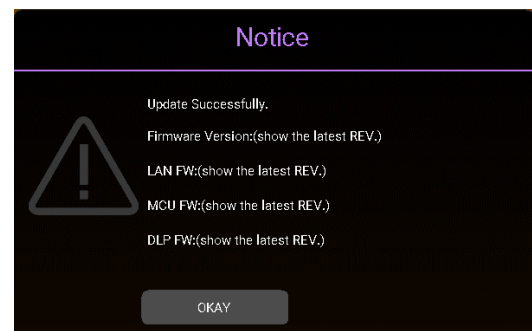 Notice
Update Successfully.
Firmware Version:(show the latest REV.)
LAN FW:(show the latest REV.)
MCU FW:(show the latest REV.)
DLP FW:(show the latest REV.)
OKAY